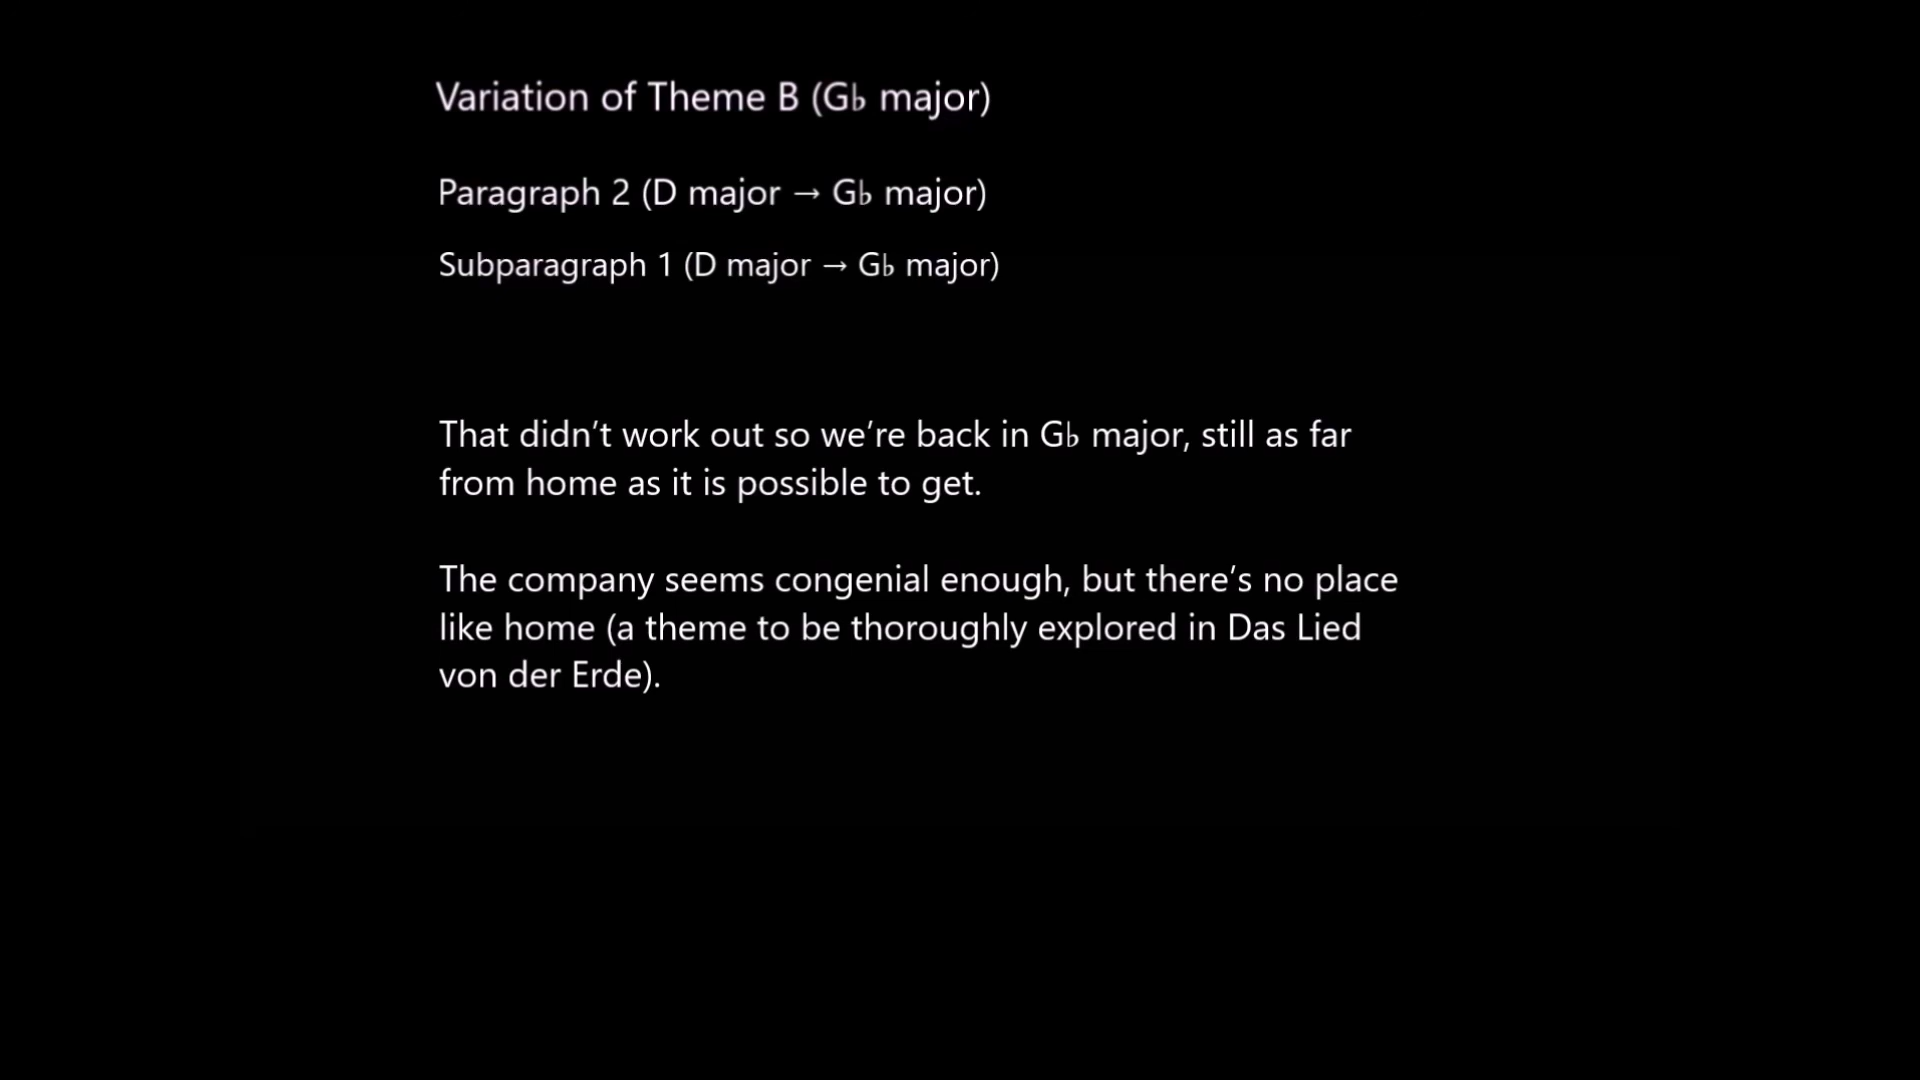 Variation of Theme B (G♭ major)
Paragraph 2 (D major → G♭ major)
Subparagraph 1 (D major → G♭ major)
That didn’t work out so we’re back in G♭ major, still as far
from home as it is possible to get.
The company seems congenial enough, but there’s no place
like home (a theme to be thoroughly explored in Das Lied
von der Erde).